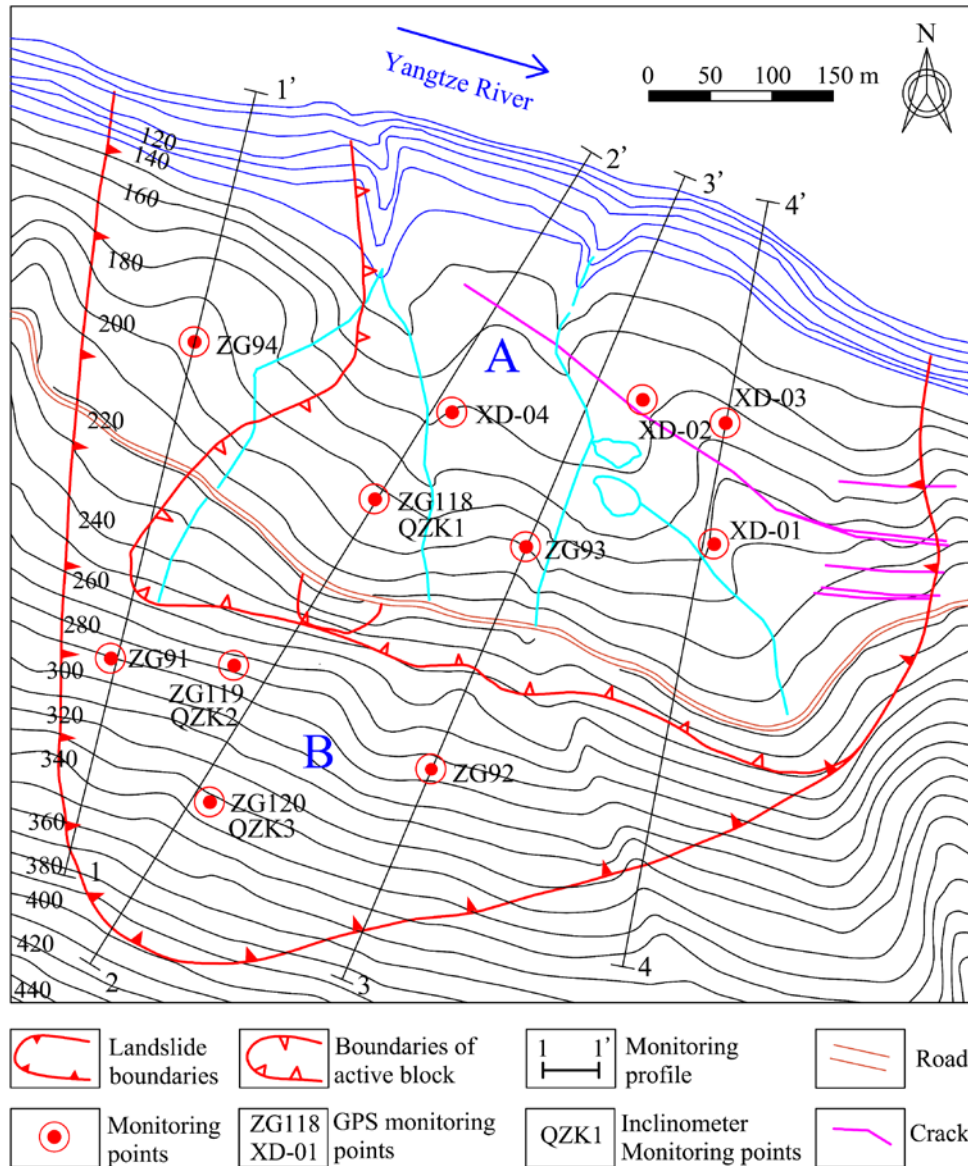 N
Yangtze River
0 50 100 150 m
1'
2'
3'
4'
120
140
160
180
200
220
240
260
280
300
320
340
360
380
400
420
440
ZG94
A
XD-04
XD-03
XD-02
ZG118
QZK1
XD-01
ZG93
ZG91
ZG119
QZK2
B
ZG92
ZG120
QZK3
1
2
3
4
Landslide
boundaries
Boundaries of
active block
1 1'
Monitoring
profile
Road
Monitoring
points
ZG118
XD-01
GPS monitoring
points
QZK1
Inclinometer
Monitoring points
Crack